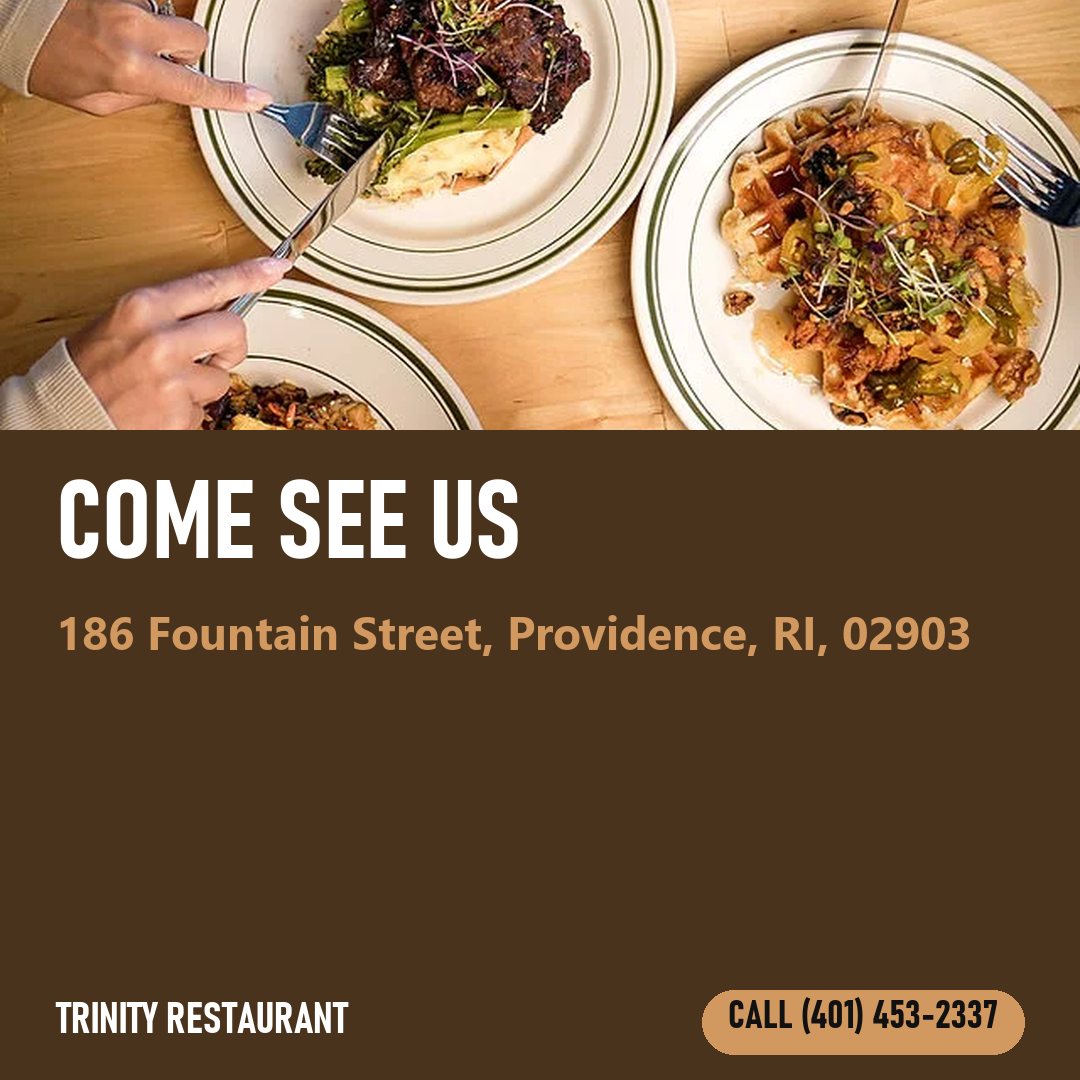 COME SEE US
186 Fountain Street, Providence, RI, 02903
TRINITY RESTAURANT
CALL (401) 453-2337